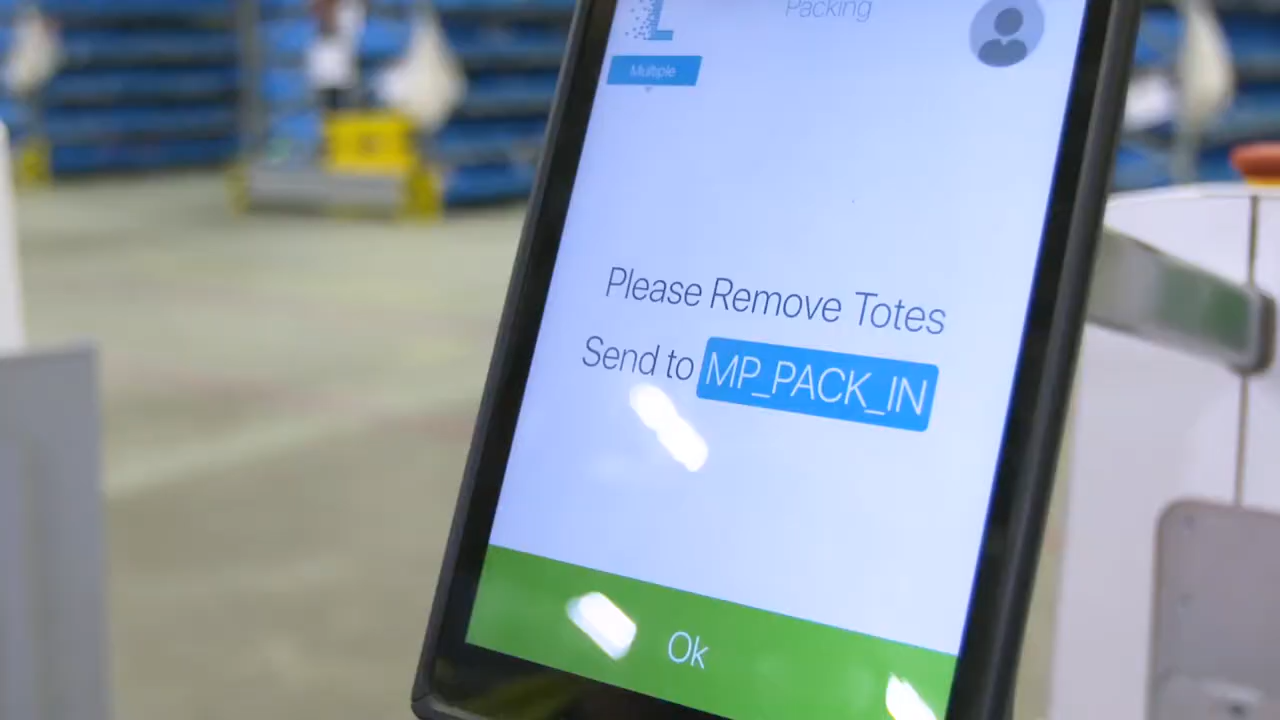 Packing
Multiple
Please Remove Totes
Send to MP_PACK_IN
Ok